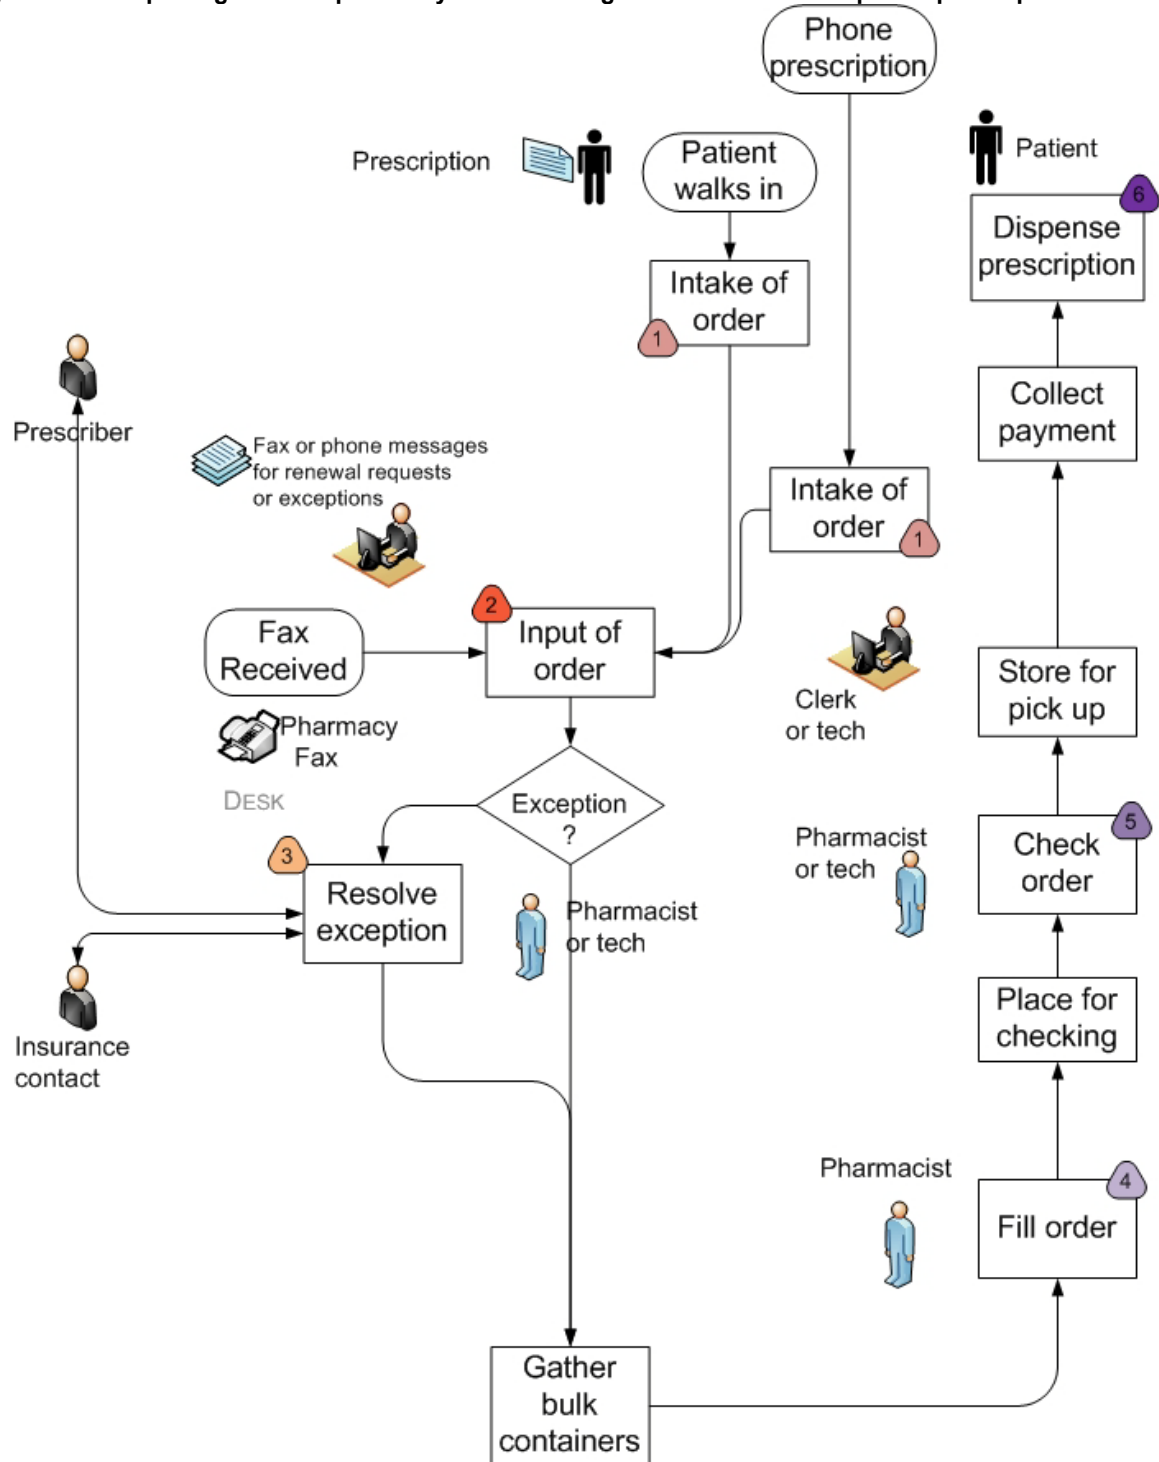 Phone
prescription
Prescription
Patient
walks in
Patient
6
Dispense
prescription
Intake of
order
1
Prescriber
Collect
payment
Fax or phone messages
for renewal requests
or exceptions
Intake of
order
1
2
Fax
Received
Input of
order
Clerk
or tech
Store for
pick up
Pharmacy
Fax
DESK
Exception
?
Pharmacist
or tech
5
Check
order
3
Resolve
exception
Pharmacist
or tech
Place for
checking
Insurance
contact
Pharmacist
4
Fill order
Gather
bulk
containers